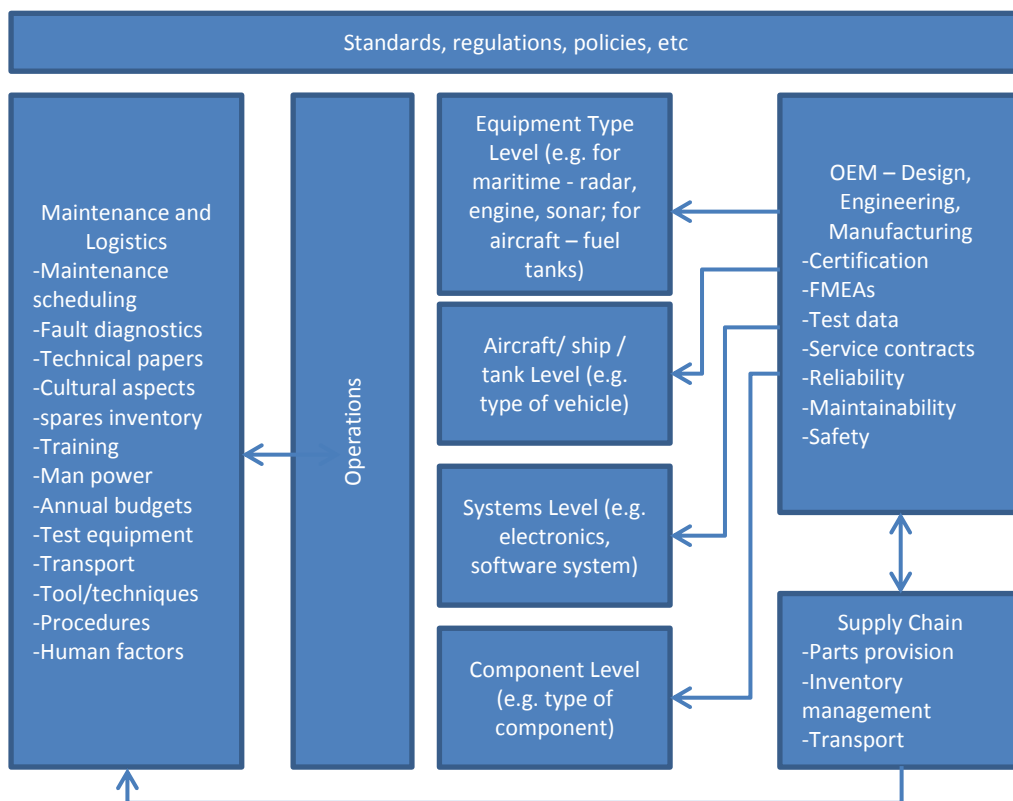 Standards, regulations, policies, etc
Maintenance and
Logistics
-Maintenance
scheduling
-Fault diagnostics
-Technical papers
-Cultural aspects
-spares inventory
-Training
-Man power
-Annual budgets
-Test equipment
-Transport
-Tool/techniques
-Procedures
-Human factors
Operations
Equipment Type
Level (e.g. for
maritime - radar,
engine, sonar; for
aircraft – fuel
tanks)
Aircraft/ ship /
tank Level (e.g.
type of vehicle)
Systems Level (e.g.
electronics,
software system)
Component Level
(e.g. type of
component)
OEM – Design,
Engineering,
Manufacturing
-Certification
-FMEAs
-Test data
-Service contracts
-Reliability
-Maintainability
-Safety
Supply Chain
-Parts provision
-Inventory
management
-Transport